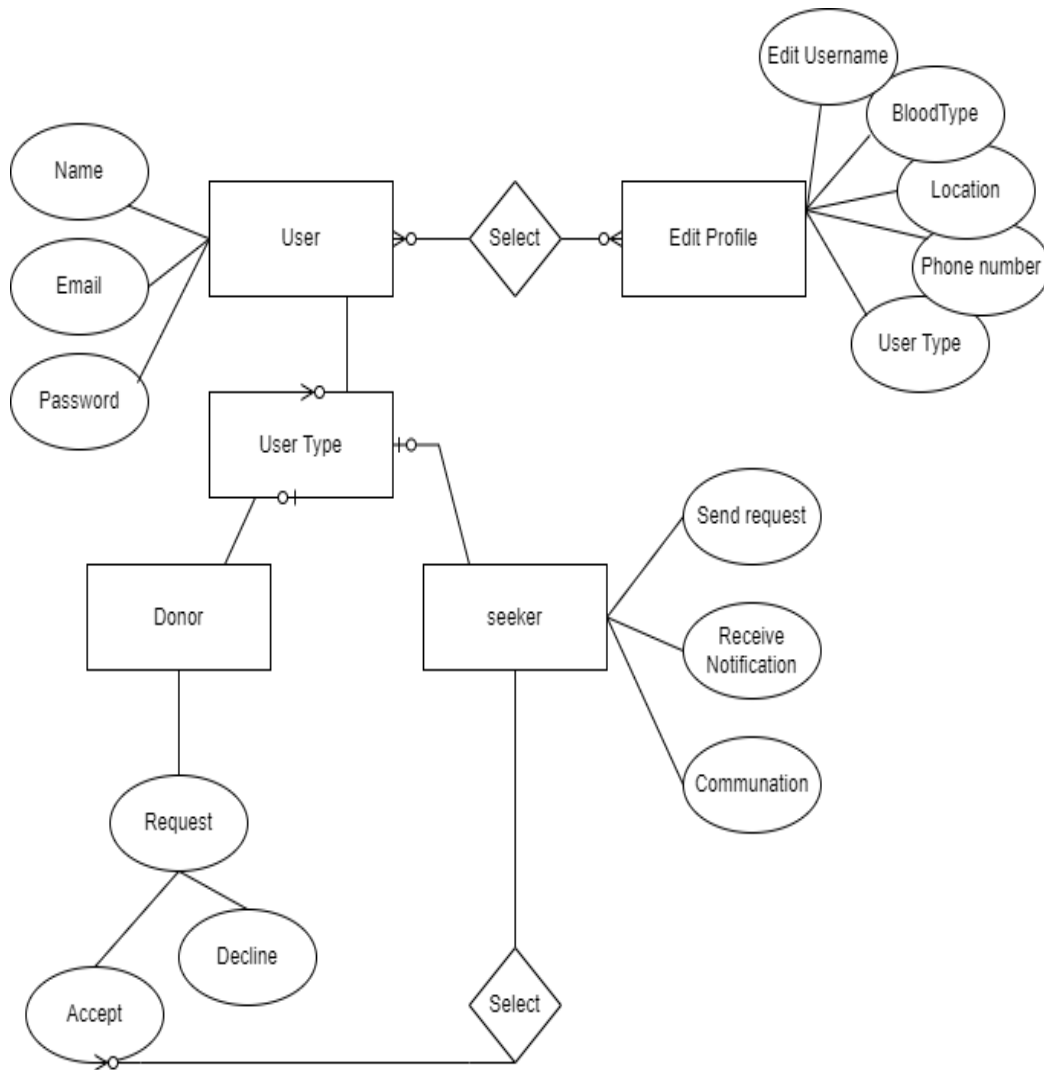 Edit Username
BloodType
Name
Location
User
Select
Edit Profile
Phone number
Email
User Type
Password
User Type
Send request
Donor
seeker
Receive
Notification
Communation
Request
Decline
Select
Accept